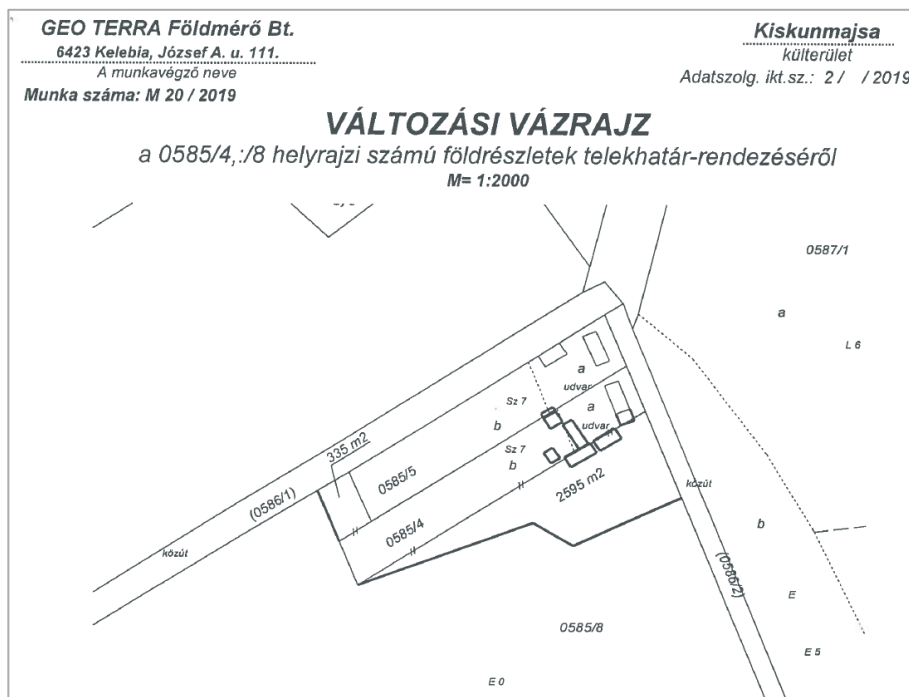 GEO TERRA Földmérő Bt.
6423 Kelebia, József A. u. 111.
A munkavégző neve
Munka száma: M 20 / 2019
Kiskunmajsa
külterület
Adatszolg. ikt.sz.: 2 / / 2019
VÁLTOZÁSI VÁZRAJZ
a 0585/4,:/8 helyrajzi számú földrészletek telekhatár-rendezéséről
M= 1:2000
0587/1
a
L 6
a
udvar
Sz 7
b
a
udvar
Sz 7
b
335 m2
0585/5
(0586/1)
0585/4
2595 m2
közút
közút
b
(0586/2)
E
0585/8
E 5
E 0